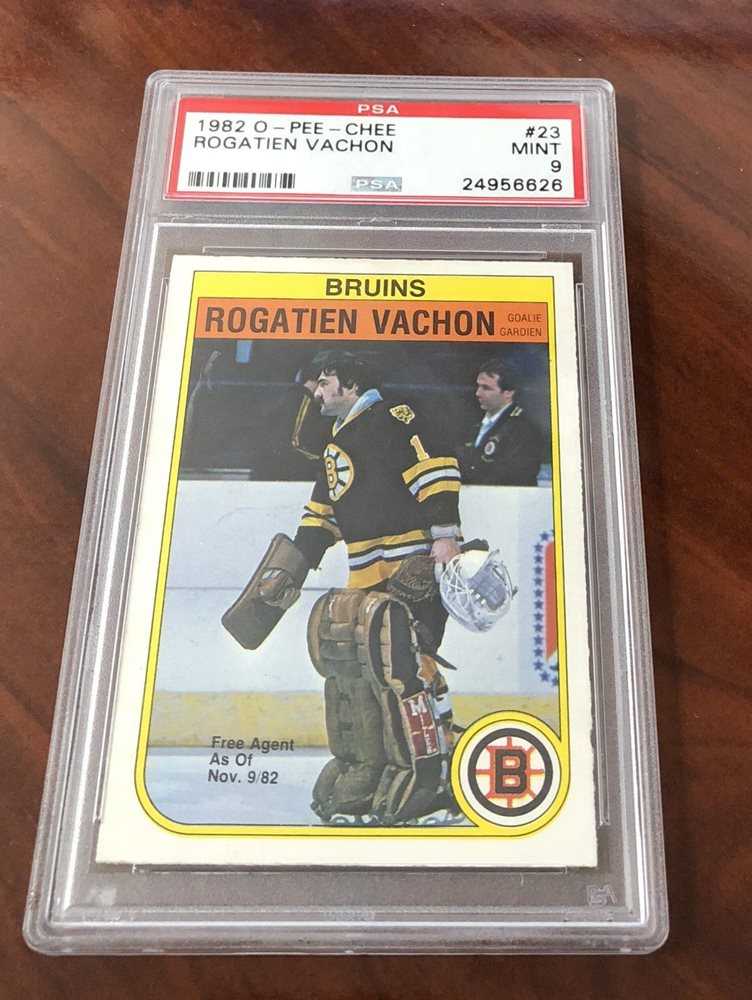 PSA
1982 O-PEE-CHEE #23
ROGATIEN VACHON MINT
9
PSA 24956626
BRUINS
ROGATIEN VACHON GOALIE
GARDIEN
1
B
M
Free Agent
As Of
Nov. 9/82
B
PSA